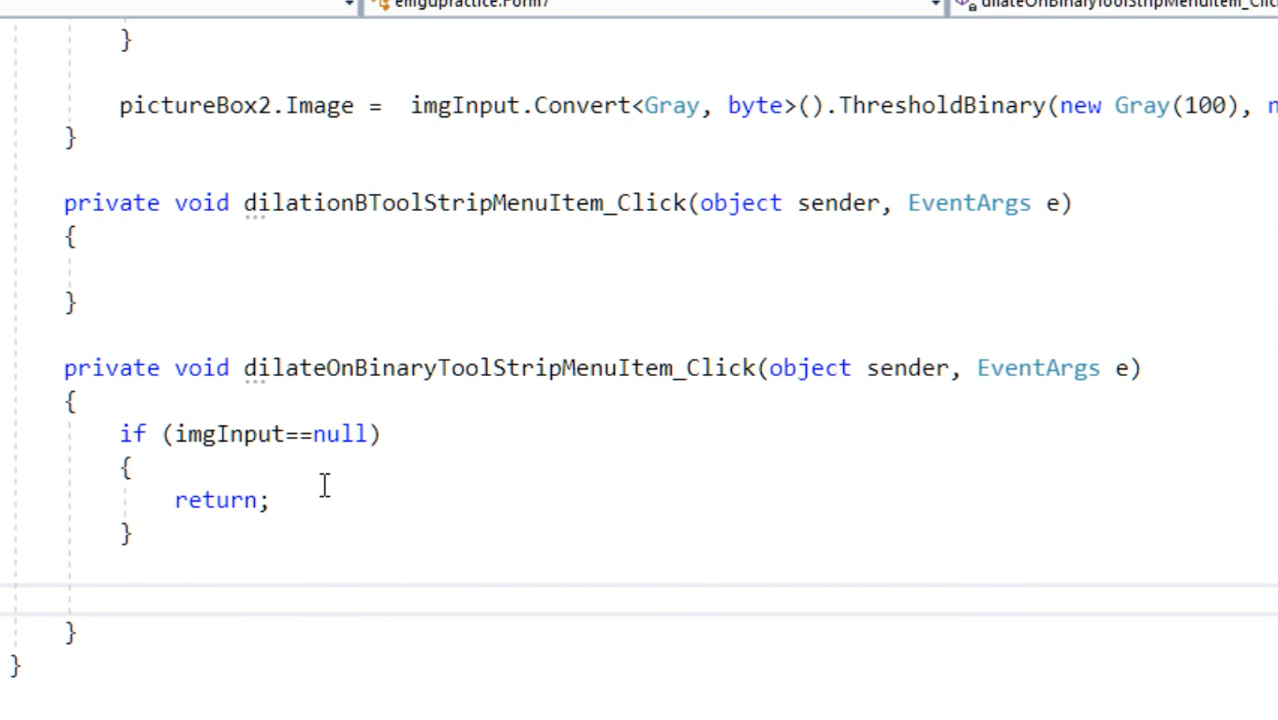 emgupractice.Form7 dilateOnBinaryToolStripMenuItem_Clic
}
pictureBox2.Image =  imgInput.Convert<Gray, byte>().ThresholdBinary(new Gray(100), n
}
private void dilationBToolStripMenuItem_Click(object sender, EventArgs e)
{
}
private void dilateOnBinaryToolStripMenuItem_Click(object sender, EventArgs e)
{
if (imgInput==null)
{
return;
}
}
}